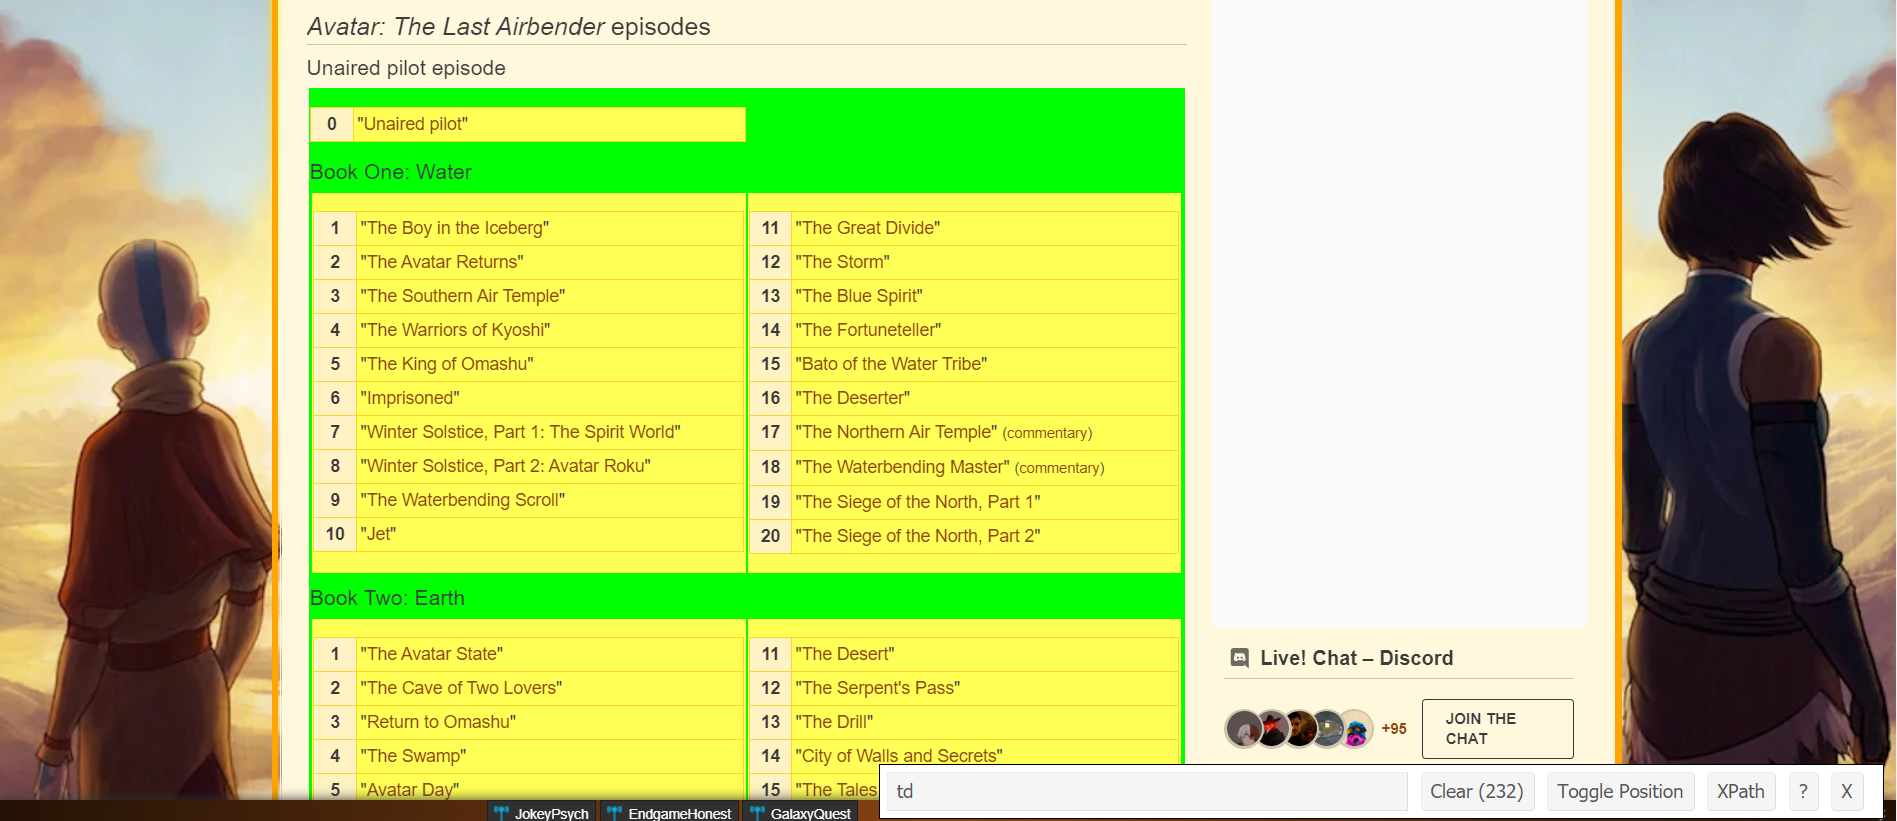 Avatar: The Last Airbender episodes
Unaired pilot episode
0 "Unaired pilot"
Book One: Water
1 "The Boy in the Iceberg"
2 "The Avatar Returns"
3 "The Southern Air Temple"
4 "The Warriors of Kyoshi"
5 "The King of Omashu"
6 "Imprisoned"
7 "Winter Solstice, Part 1: The Spirit World"
8 "Winter Solstice, Part 2: Avatar Roku"
9 "The Waterbending Scroll"
10 "Jet"
11 "The Great Divide"
12 "The Storm"
13 "The Blue Spirit"
14 "The Fortuneteller"
15 "Bato of the Water Tribe"
16 "The Deserter"
17 "The Northern Air Temple" (commentary)
18 "The Waterbending Master" (commentary)
19 "The Siege of the North, Part 1"
20 "The Siege of the North, Part 2"
Book Two: Earth
1 "The Avatar State"
2 "The Cave of Two Lovers"
3 "Return to Omashu"
4 "The Swamp"
5 "Avatar Day"
11 "The Desert"
12 "The Serpent's Pass"
13 "The Drill"
14 "City of Walls and Secrets"
15 "The Tales
Live! Chat – Discord
+95
JOIN THE
CHAT
td
Clear (232) Toggle Position XPath ? X
JokeyPsych EndgameHonest GalaxyQuest